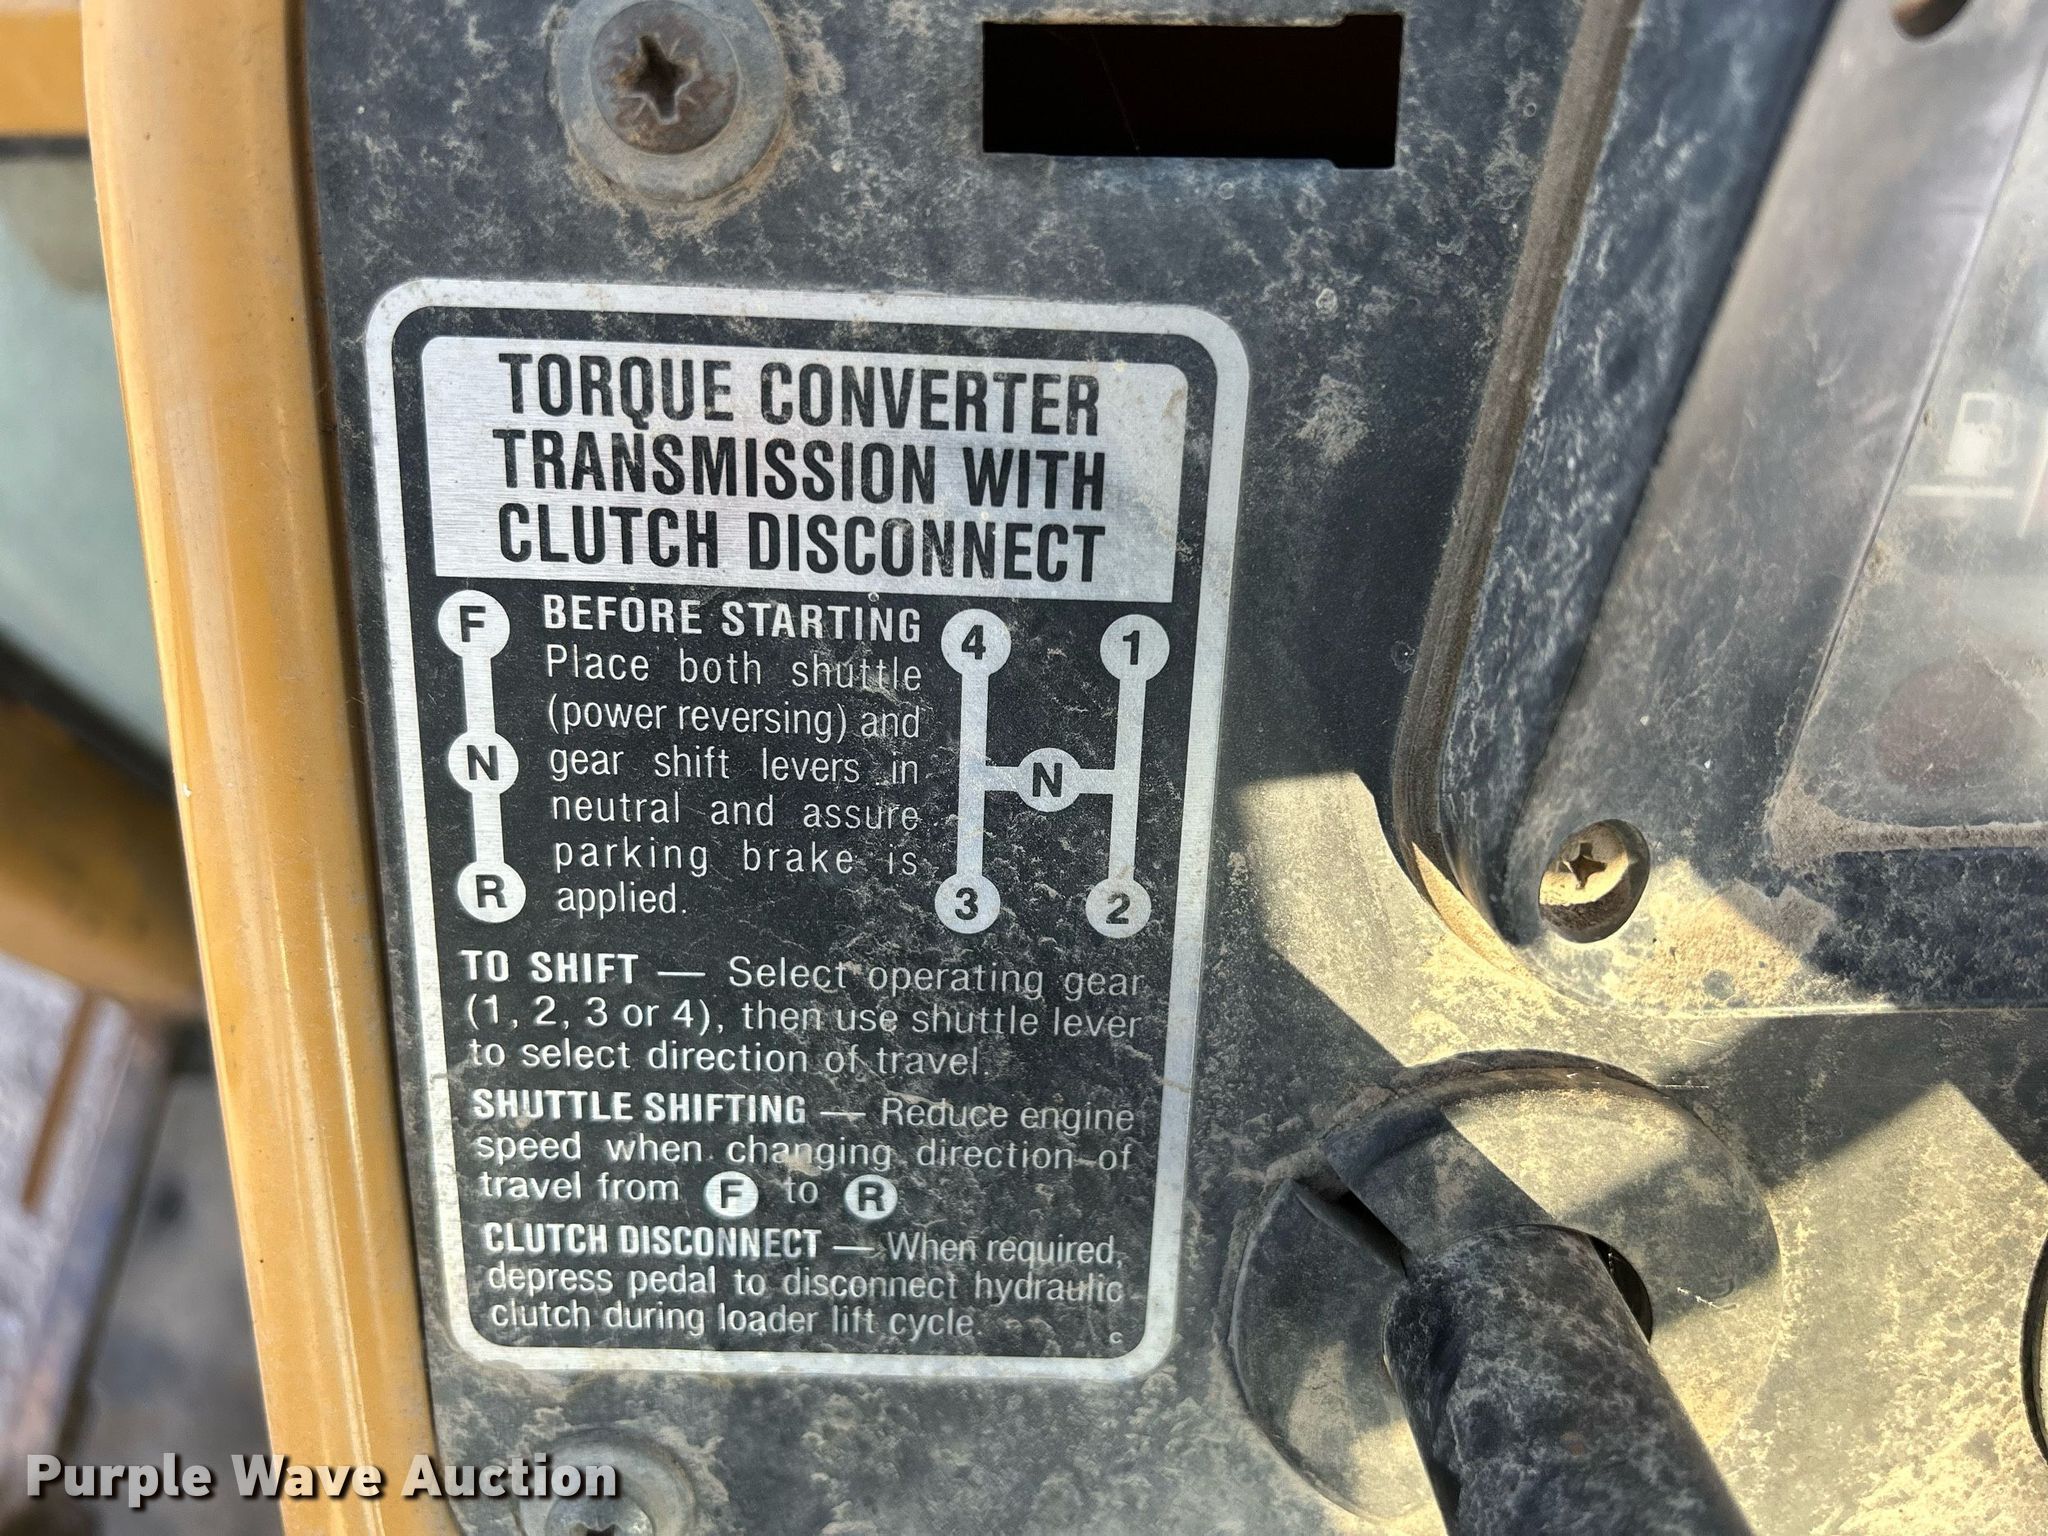 TORQUE CONVERTER
TRANSMISSION WITH
CLUTCH DISCONNECT
F
N
R
BEFORE STARTING
Place both shuttle
(power reversing) and
gear shift levers in
neutral and assure
parking brake is
applied.
4 1
N
3 2
TO SHIFT — Select operating gear
(1, 2, 3 or 4), then use shuttle lever
to select direction of travel.
SHUTTLE SHIFTING — Reduce engine
speed when changing direction of
travel from F to R
CLUTCH DISCONNECT — When required,
depress pedal to disconnect hydraulic
clutch during loader lift cycle.
C
Purple Wave Auction